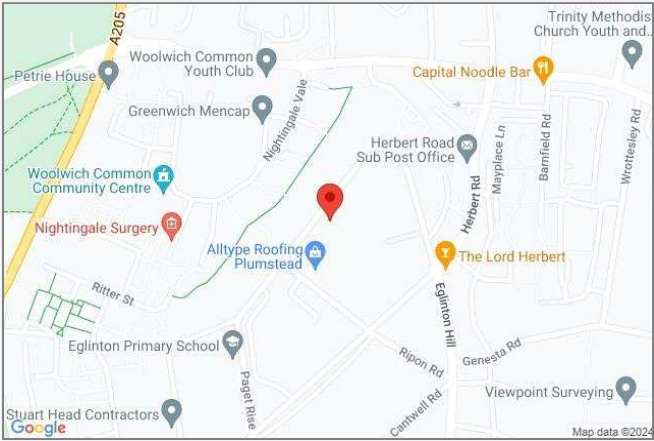 Trinity Methodis
Church Youth and...
A205
Woolwich Common
Youth Club
Petrie House
Capital Noodle Bar
Greenwich Mencap
Nightingale Vale
Herbert Road
Sub Post Office
Mayplace Ln
Barnfield Rd
Wrottesley Rd
Woolwich Common
Community Centre
Herbert Rd
Nightingale Surgery
Alltype Roofing
Plumstead
The Lord Herbert
Ritter St
Eglinton Hill
Eglinton Primary School
Ripon Rd
Genesta Rd
Paget Rise
Cantwell Rd
Viewpoint Surveying
Stuart Head Contractors
Google
Map data ©2024